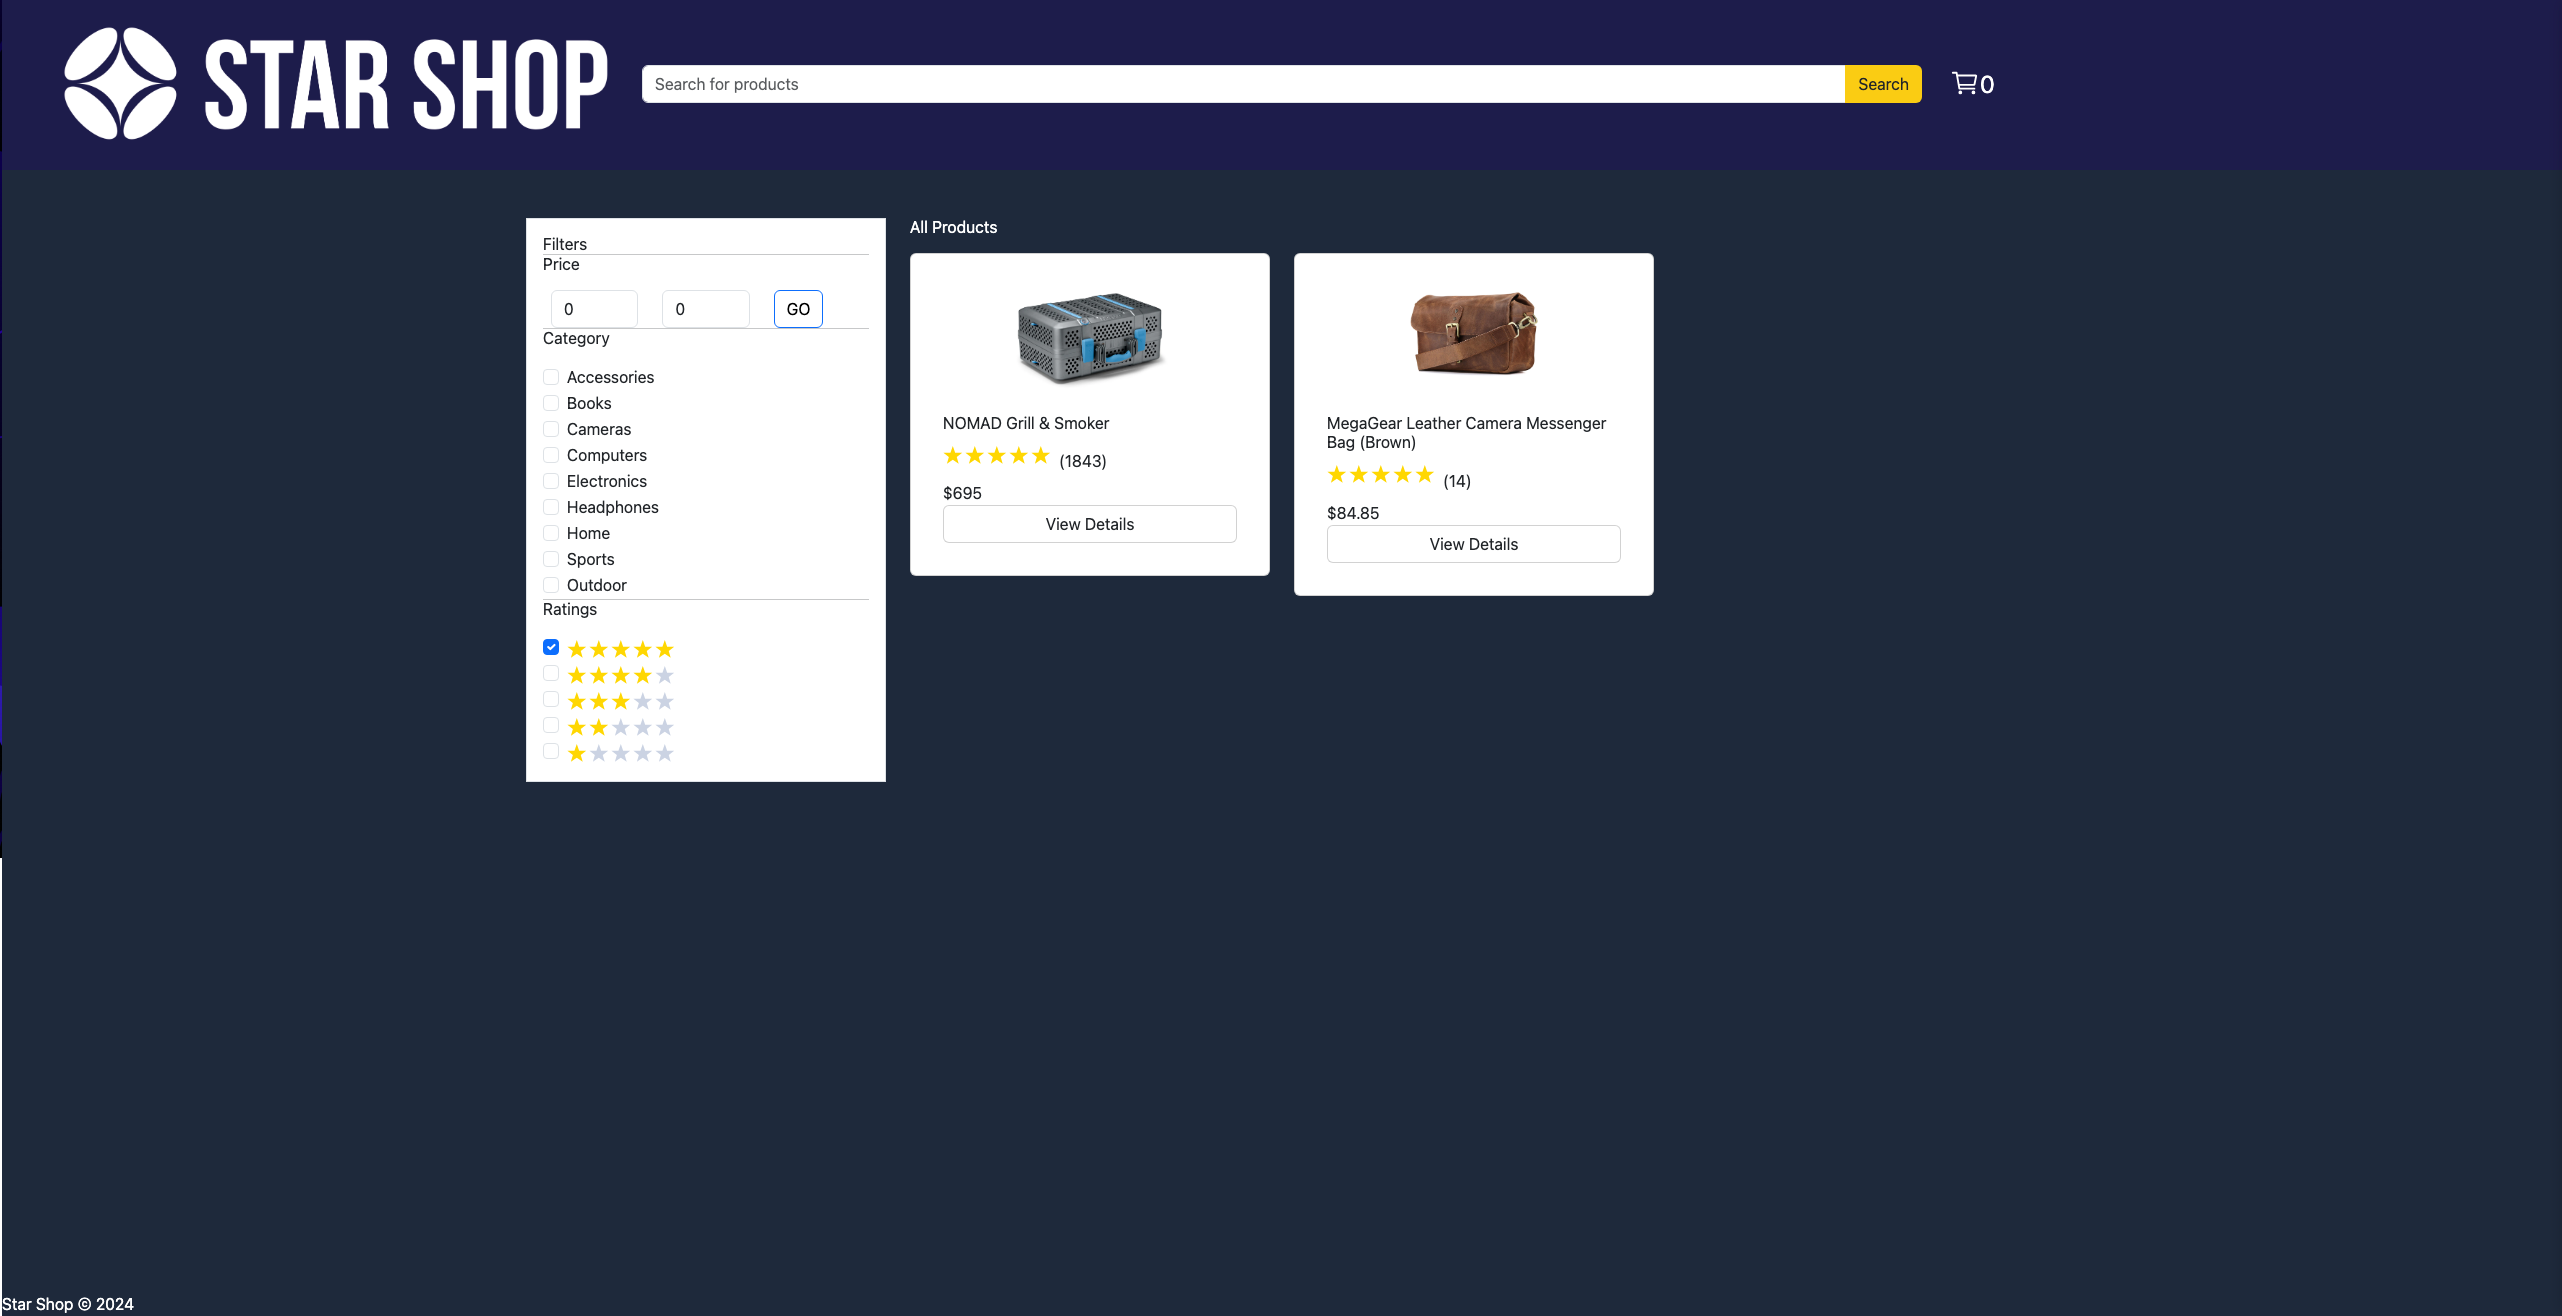 STAR SHOP
Search for products
Search
0
Filters
Price
0
0
GO
Category
Accessories
Books
Cameras
Computers
Electronics
Headphones
Home
Sports
Outdoor
Ratings
All Products
NOMAD Grill & Smoker
(1843)
$695
View Details
MegaGear Leather Camera Messenger
Bag (Brown)
(14)
$84.85
View Details
Star Shop © 2024